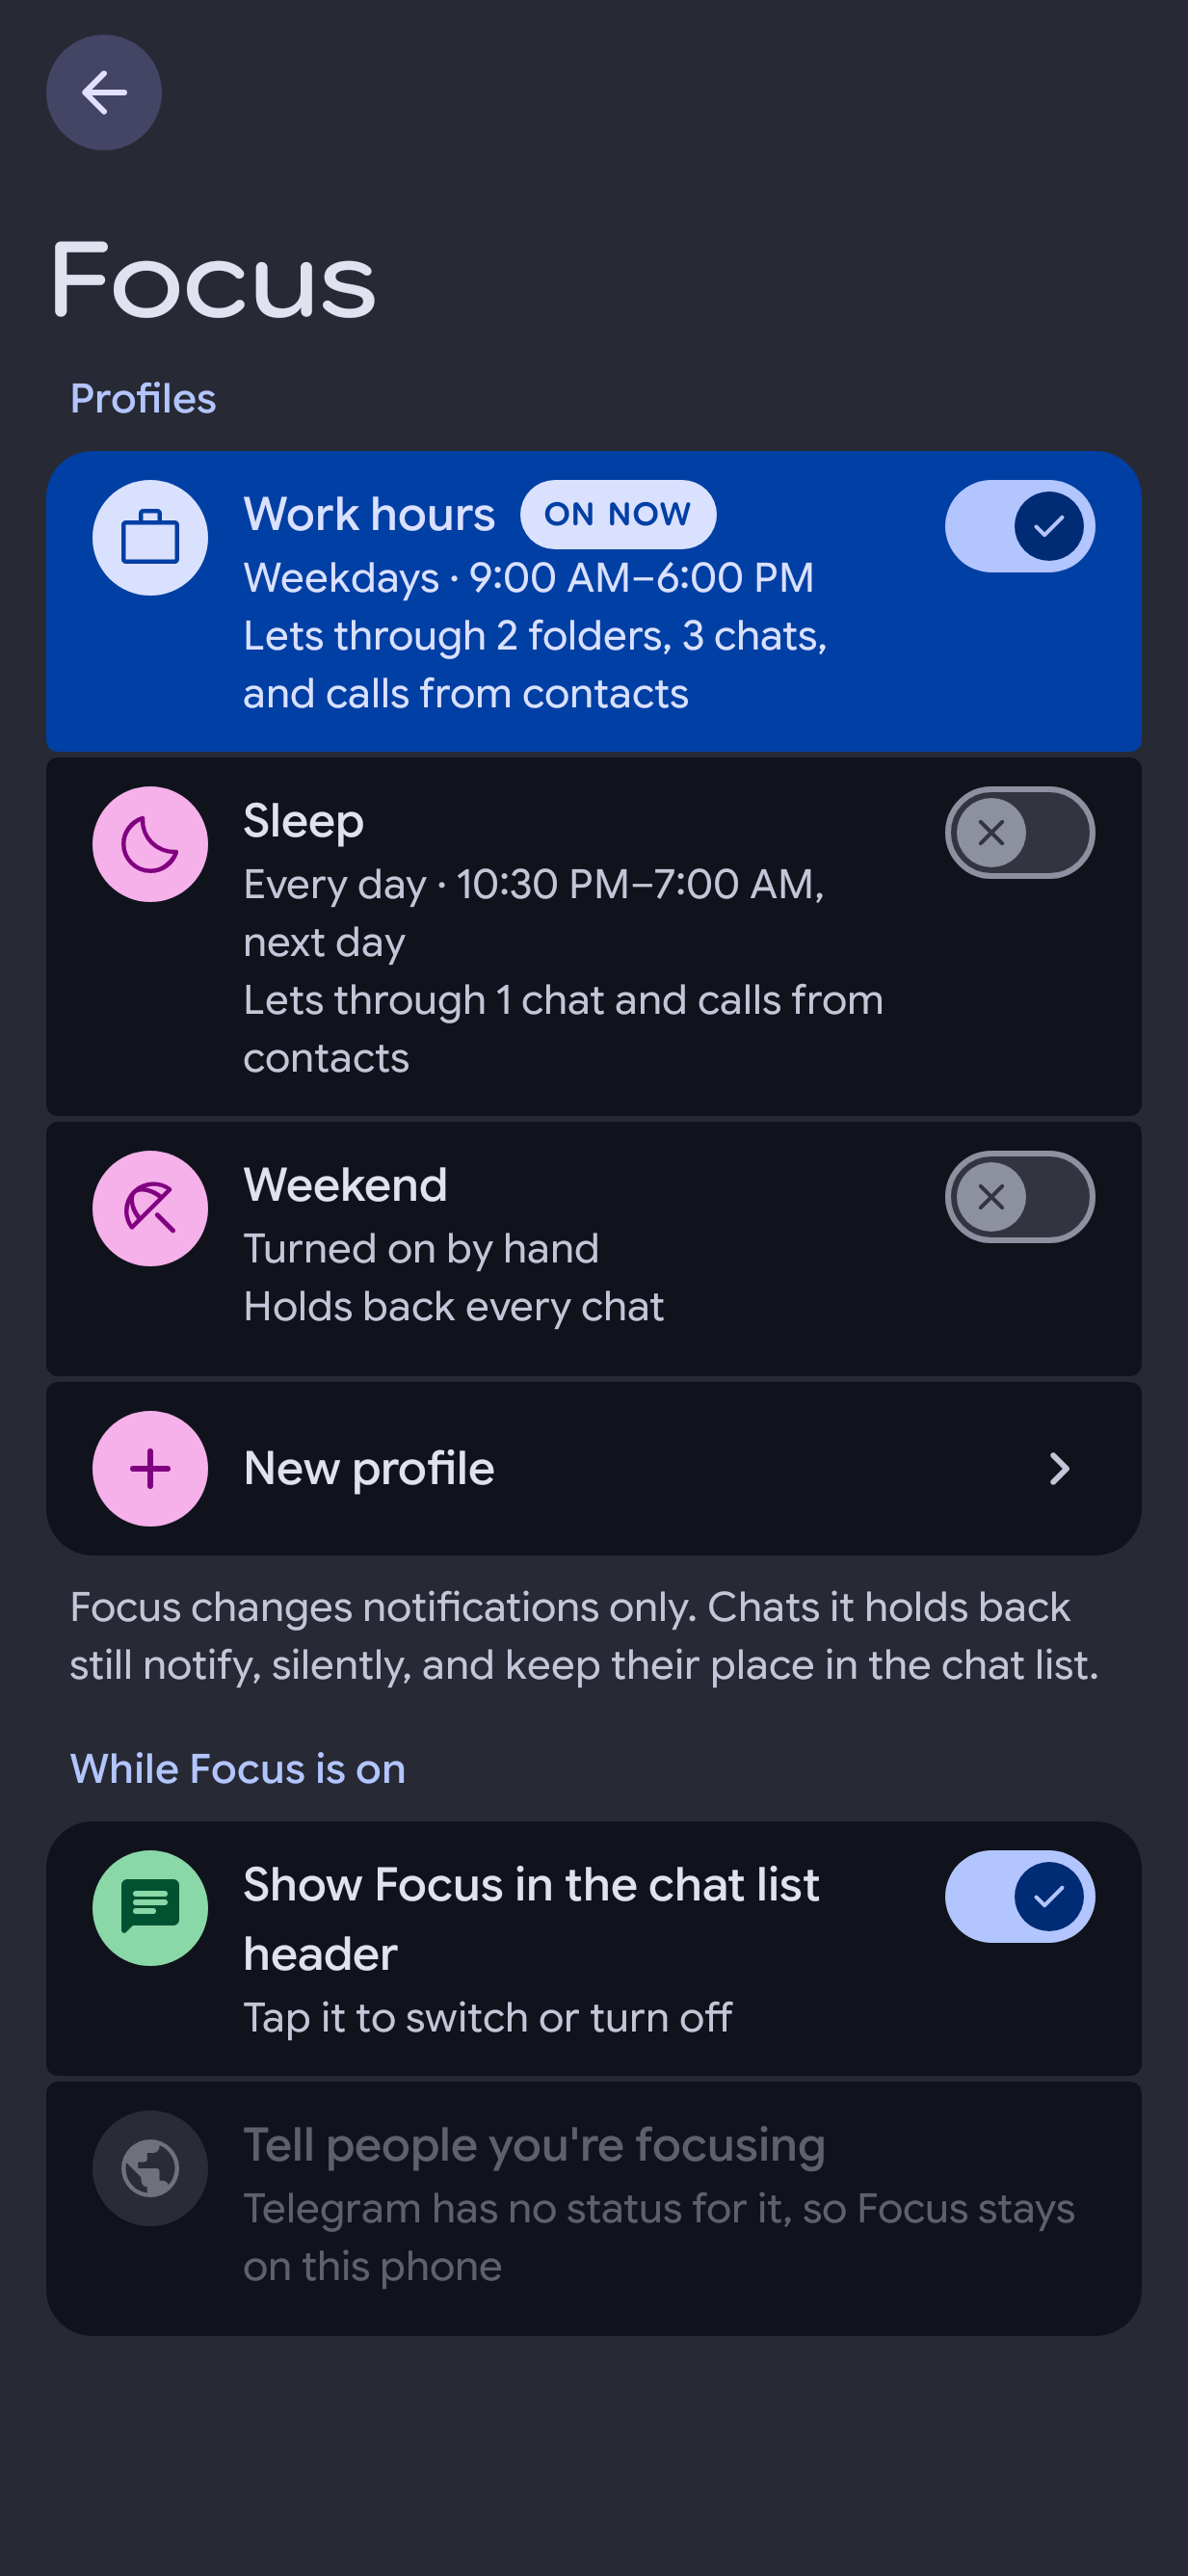 Focus
Profiles
Work hours ON NOW
Weekdays · 9:00 AM–6:00 PM
Lets through 2 folders, 3 chats,
and calls from contacts
Sleep
Every day · 10:30 PM–7:00 AM,
next day
Lets through 1 chat and calls from
contacts
Weekend
Turned on by hand
Holds back every chat
New profile
Focus changes notifications only. Chats it holds back
still notify, silently, and keep their place in the chat list.
While Focus is on
Show Focus in the chat list
header
Tap it to switch or turn off
Tell people you're focusing
Telegram has no status for it, so Focus stays
on this phone